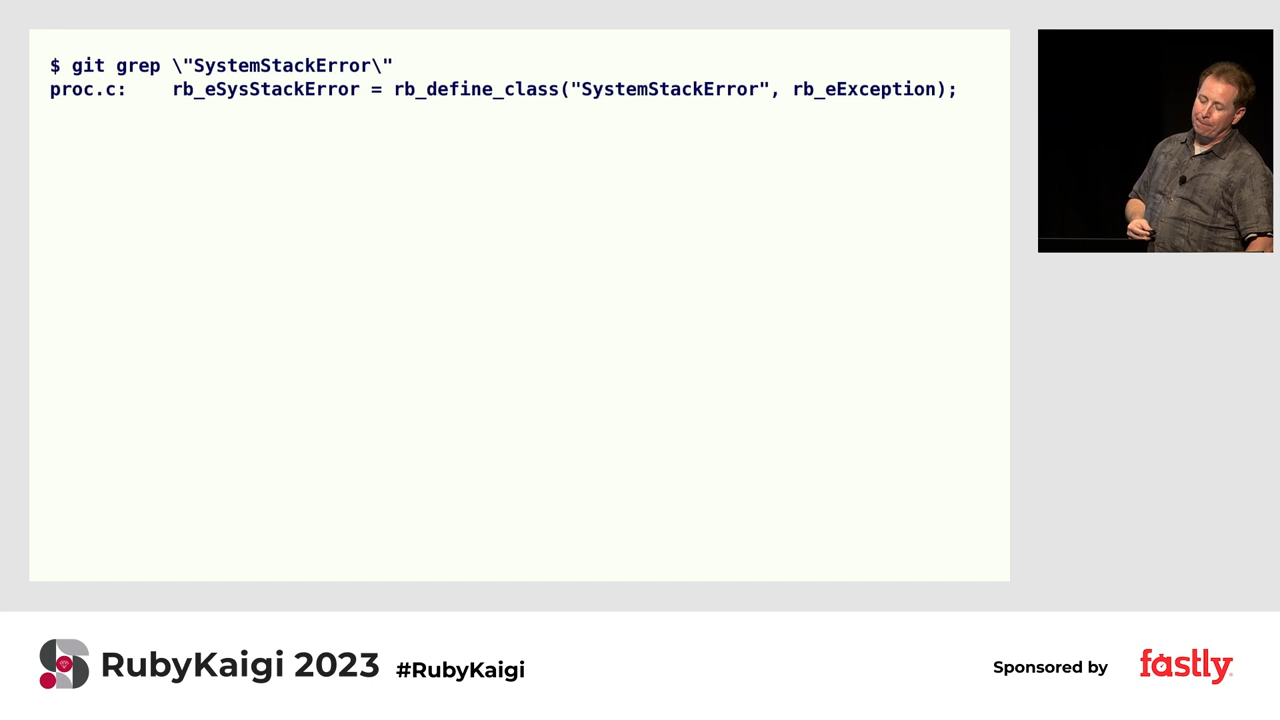 $ git grep \"SystemStackError\"
proc.c:    rb_eSysStackError = rb_define_class("SystemStackError", rb_eException);
RubyKaigi 2023 #RubyKaigi
Sponsored by fastly